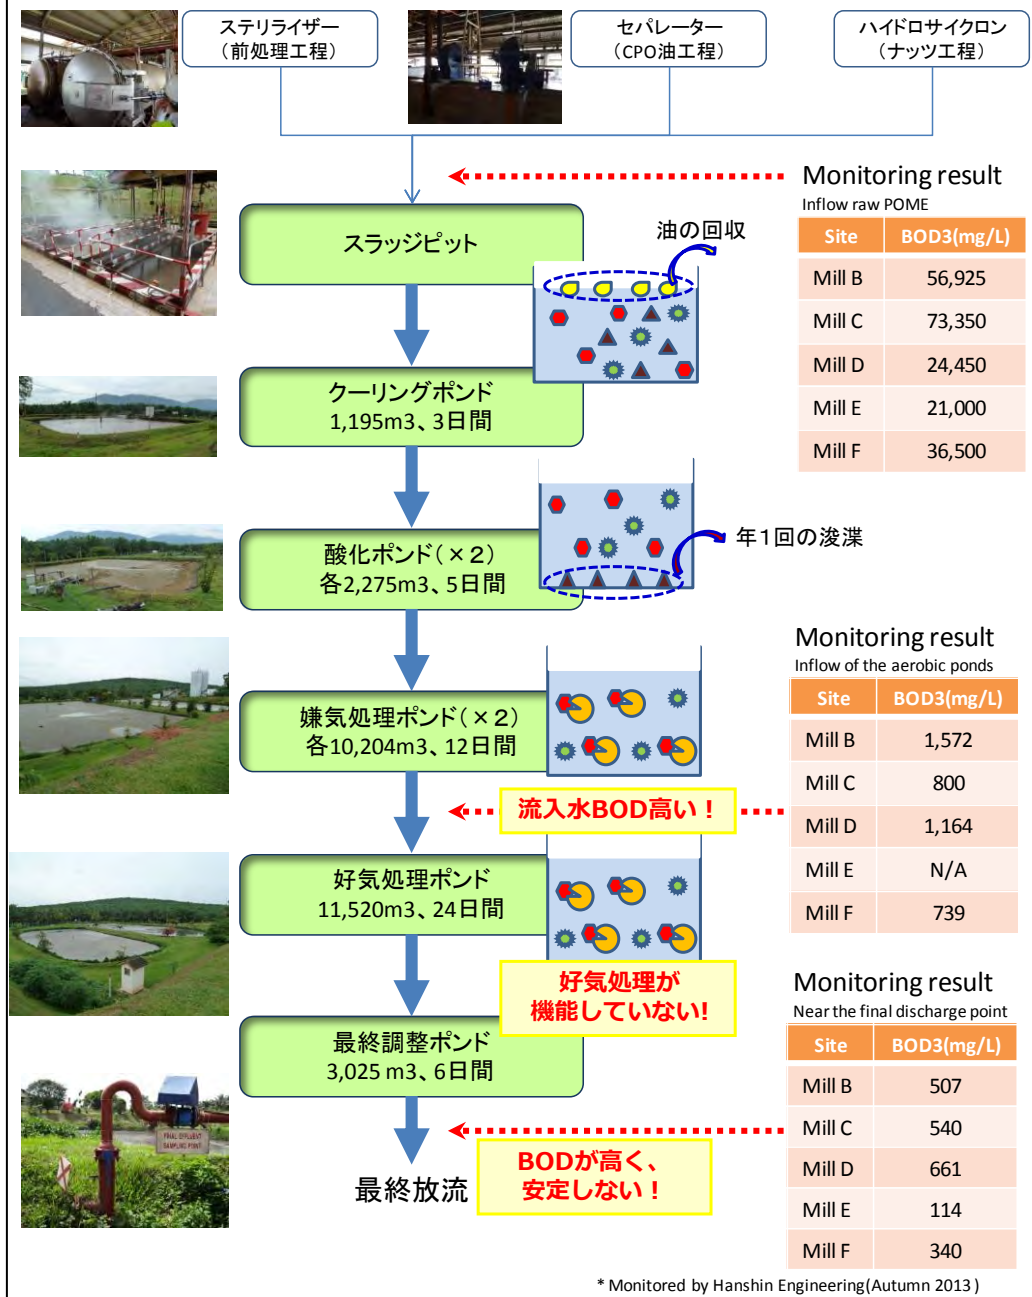 ステリライザー
（前処理工程）
セパレーター
（CPO油工程）
ハイドロサイクロン
（ナッツ工程）
Monitoring result
Inflow raw POME
Site BOD3(mg/L)
Mill B 56,925
Mill C 73,350
Mill D 24,450
Mill E 21,000
Mill F 36,500
スラッジピット
油の回収
クーリングポンド
1,195m3、3日間
酸化ポンド（×２）
各2,275m3、5日間
年１回の浚渫
嫌気処理ポンド（×２）
各10,204m3、12日間
Monitoring result
Inflow of the aerobic ponds
Site BOD3(mg/L)
Mill B 1,572
Mill C 800
Mill D 1,164
Mill E N/A
Mill F 739
流入水BOD高い！
好気処理ポンド
11,520m3、24日間
好気処理が
機能していない!
最終調整ポンド
3,025 m3、6日間
Monitoring result
Near the final discharge point
Site BOD3(mg/L)
Mill B 507
Mill C 540
Mill D 661
Mill E 114
Mill F 340
FINAL EFFLUENT
SAMPLING POINT
BODが高く、
安定しない！
最終放流
* Monitored by Hanshin Engineering(Autumn 2013 )